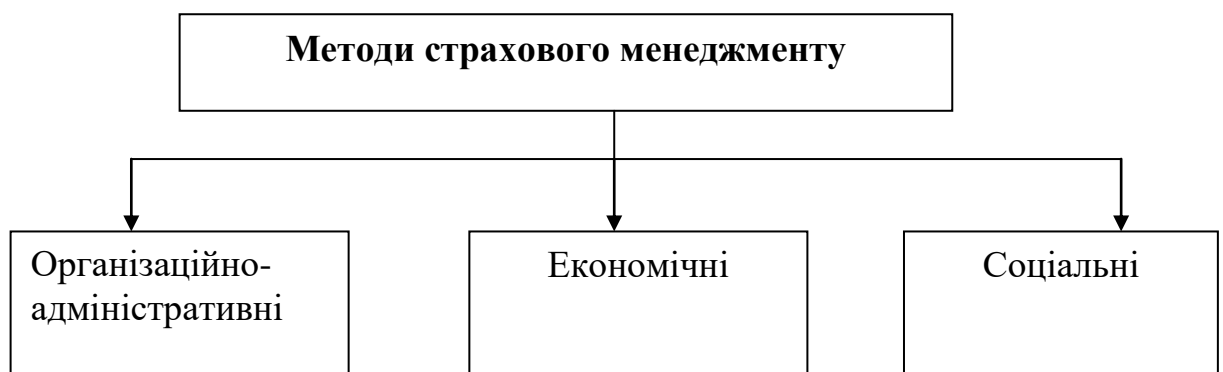 Методи страхового менеджменту
Організаційно-
адміністративні
Економічні
Соціальні